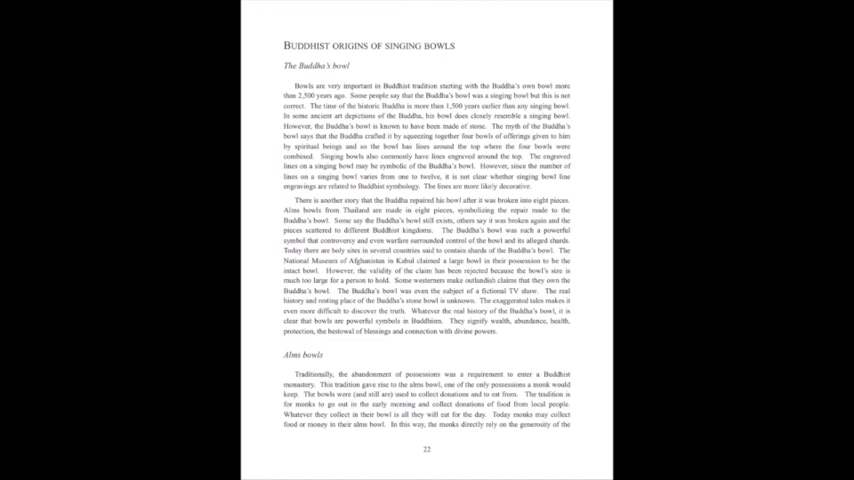 BUDDHIST ORIGINS OF SINGING BOWLS
The Buddha's bowl
Bowls are very important in Buddhist tradition starting with the Buddha's own bowl more
than 2,500 years ago. Some people say that the Buddha's bowl was a singing bowl but this is not
correct. The time of the historic Buddha is more than 1,500 years earlier than any singing bowl.
In some ancient art depictions of the Buddha, his bowl does closely resemble a singing bowl.
However, the Buddha's bowl is known to have been made of stone. The myth of the Buddha's
bowl says that the Buddha crafted it by squeezing together four bowls of offerings given to him
by spiritual beings and so the bowl has lines around the top where the four bowls were
combined. Singing bowls also commonly have lines engraved around the top. The engraved
lines on a singing bowl may be symbolic of the Buddha's bowl. However, since the number of
lines on a singing bowl varies from one to twelve, it is not clear whether singing bowl line
engravings are related to Buddhist symbology. The lines are more likely decorative.
There is another story that the Buddha repaired his bowl after it was broken into eight pieces.
Alms bowls from Thailand are made in eight pieces, symbolizing the repair made to the
Buddha's bowl. Some say the Buddha's bowl still exists, others say it was broken again and the
pieces scattered to different Buddhist kingdoms. The Buddha's bowl was such a powerful
symbol that controversy and even warfare surrounded control of the bowl and its alleged shards.
Today there are holy sites in several countries said to contain shards of the Buddha's bowl. The
National Museum of Afghanistan in Kabul claimed a large bowl in their possession to be the
intact bowl. However, the validity of the claim has been rejected because the bowl's size is
much too large for a person to hold. Some westerners make outlandish claims that they own the
Buddha's bowl. The Buddha's bowl was even the subject of a fictional TV show. The real
history and resting place of the Buddha's stone bowl is unknown. The exaggerated tales makes it
even more difficult to discover the truth. Whatever the real history of the Buddha's bowl, it is
clear that bowls are powerful symbols in Buddhism. They signify wealth, abundance, health,
protection, the bestowal of blessings and connection with divine powers.
Alms bowls
Traditionally, the abandonment of possessions was a requirement to enter a Buddhist
monastery. This tradition gave rise to the alms bowl, one of the only possessions a monk would
keep. The bowls were (and still are) used to collect donations and to eat from. The tradition is
for monks to go out in the early morning and collect donations of food from local people.
Whatever they collect in their bowl is all they will eat for the day. Today monks may collect
food or money in their alms bowl. In this way, the monks directly rely on the generosity of the
22